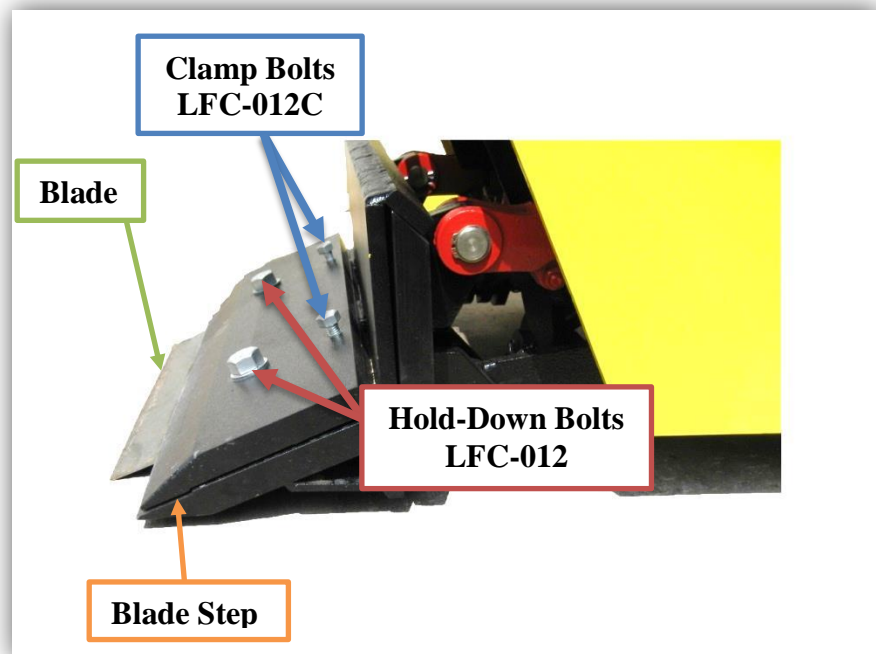 Clamp Bolts
LFC-012C
Blade
Hold-Down Bolts
LFC-012
Blade Step